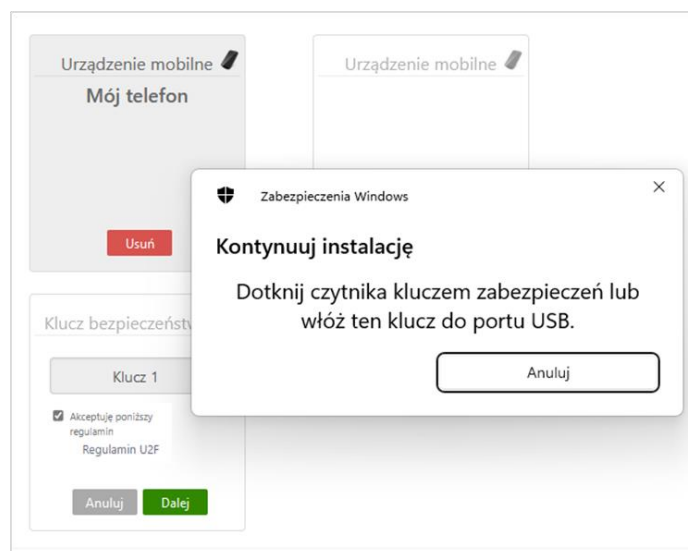 Urządzenie mobilne
Mój telefon
Usuń
Urządzenie mobilne
Zabezpieczenia Windows
Kontynuuj instalację
Dotknij czytnika kluczem zabezpieczeń lub
włóż ten klucz do portu USB.
Anuluj
Klucz bezpieczeństw
Klucz 1
Akceptuję poniższy
regulamin
Regulamin U2F
Anuluj
Dalej